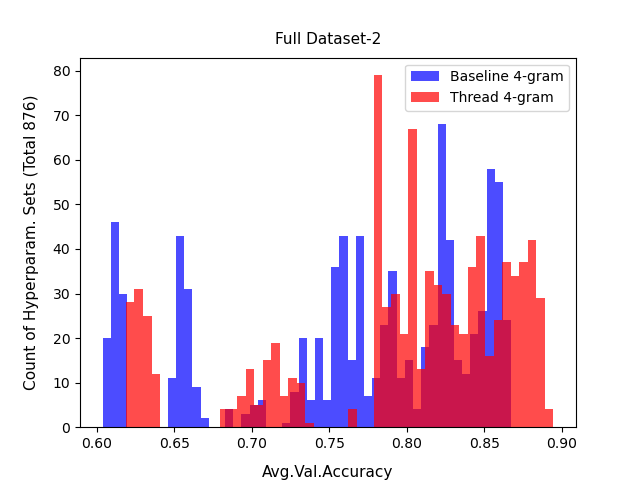 Full Dataset-2
Baseline 4-gram
Thread 4-gram
Count of Hyperparam. Sets (Total 876)
80
70
60
50
40
30
20
10
0
0.60 0.65 0.70 0.75 0.80 0.85 0.90
Avg.Val.Accuracy